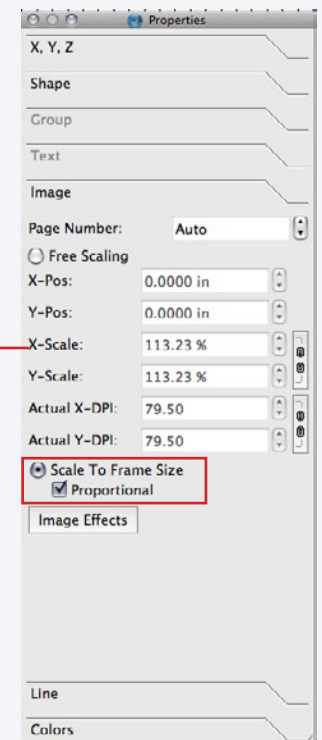 Properties
X, Y, Z
Shape
Group
Text
Image
Page Number: Auto
Free Scaling
X-Pos: 0.0000 in
Y-Pos: 0.0000 in
X-Scale: 113.23 %
Y-Scale: 113.23 %
Actual X-DPI: 79.50
Actual Y-DPI: 79.50
Scale To Frame Size
Proportional
Image Effects
Line
Colors